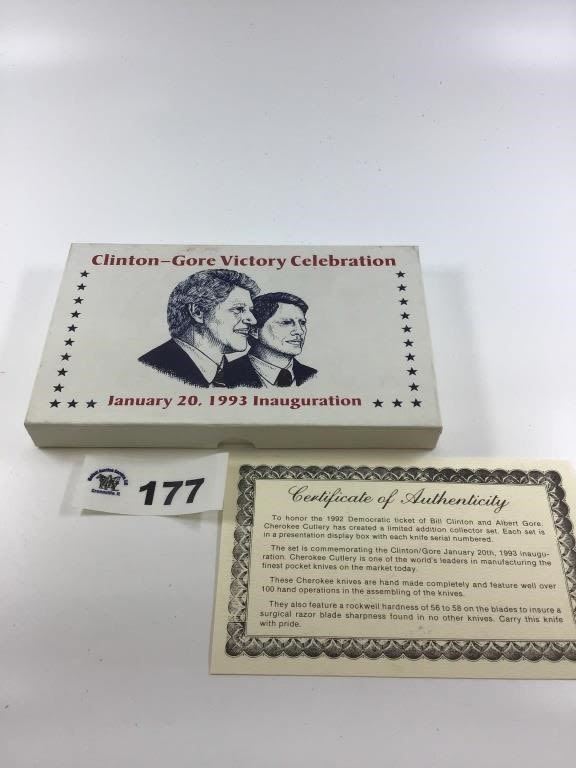 Clinton–Gore Victory Celebration
January 20, 1993 Inauguration
177
Certificate of Authenticity
To honor the 1992 Democratic ticket of Bill Clinton and Albert Gore.
Cherokee Cutlery has created a limited addition collector set. Each set is
in a presentation display box with each knife serial numbered.
The set is commemorating the Clinton/Gore January 20th, 1993 inaugu-
ration. Cherokee Cutlery is one of the world's leaders in manufacturing the
finest pocket knives on the market today.
These Cherokee knives are hand made completely and feature well over
100 hand operations in the assembling of the knives.
They also feature a rockwell hardness of 56 to 58 on the blades to insure a
surgical razor blade sharpness found in no other knives. Carry this knife
with pride.